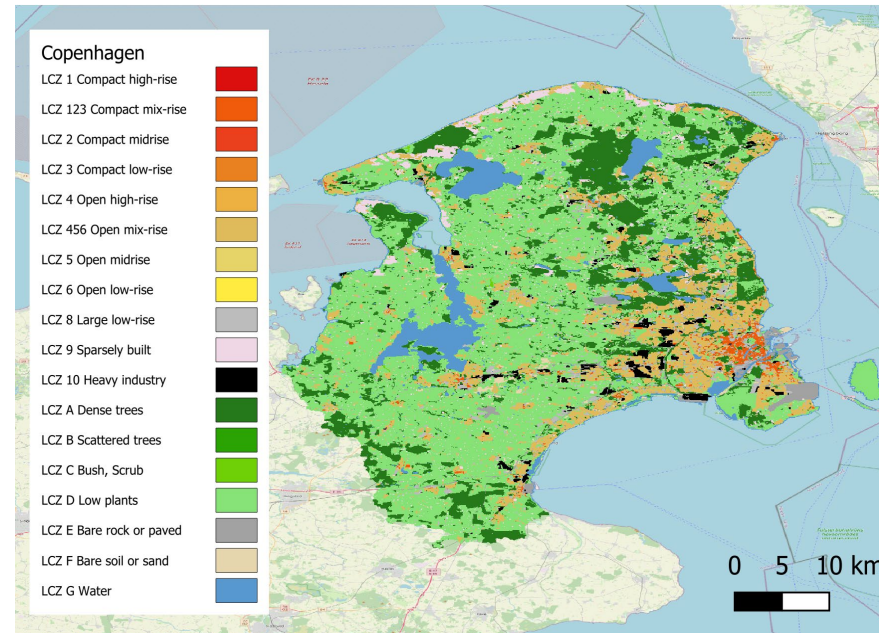 Copenhagen
LCZ 1 Compact high-rise
LCZ 123 Compact mix-rise
LCZ 2 Compact midrise
LCZ 3 Compact low-rise
LCZ 4 Open high-rise
LCZ 456 Open mix-rise
LCZ 5 Open midrise
LCZ 6 Open low-rise
LCZ 8 Large low-rise
LCZ 9 Sparsely built
LCZ 10 Heavy industry
LCZ A Dense trees
LCZ B Scattered trees
LCZ C Bush, Scrub
LCZ D Low plants
LCZ E Bare rock or paved
LCZ F Bare soil or sand
LCZ G Water
0 5 10 km